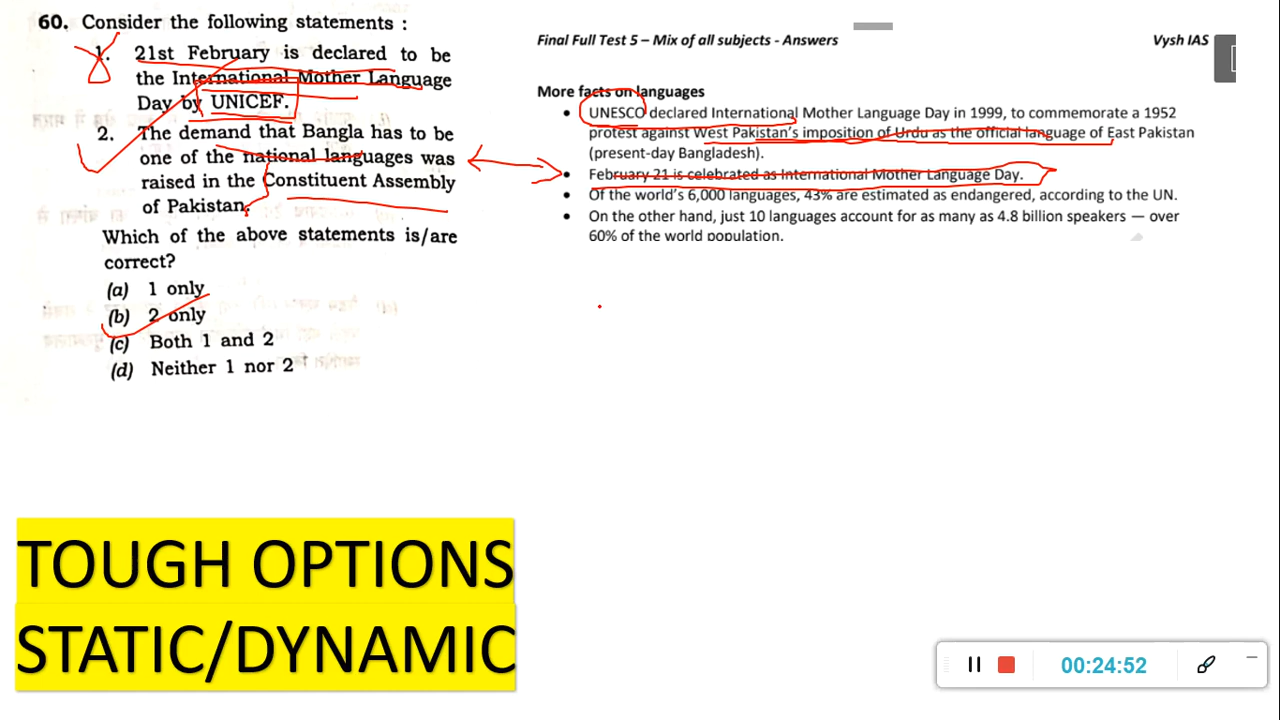 60. Consider the following statements :
1. 21st February is declared to be
the International Mother Language
Day by UNICEF.
2. The demand that Bangla has to be
one of the national languages was
raised in the Constituent Assembly
of Pakistan.
Which of the above statements is/are
correct?
(a) 1 only
(b) 2 only
(c) Both 1 and 2
(d) Neither 1 nor 2
Final Full Test 5 – Mix of all subjects - Answers Vysh IAS
More facts on languages
• UNESCO declared International Mother Language Day in 1999, to commemorate a 1952
protest against West Pakistan's imposition of Urdu as the official language of East Pakistan
(present-day Bangladesh).
• February 21 is celebrated as International Mother Language Day.
• Of the world's 6,000 languages, 43% are estimated as endangered, according to the UN.
• On the other hand, just 10 languages account for as many as 4.8 billion speakers — over
60% of the world population.
TOUGH OPTIONS
STATIC/DYNAMIC
00:24:52